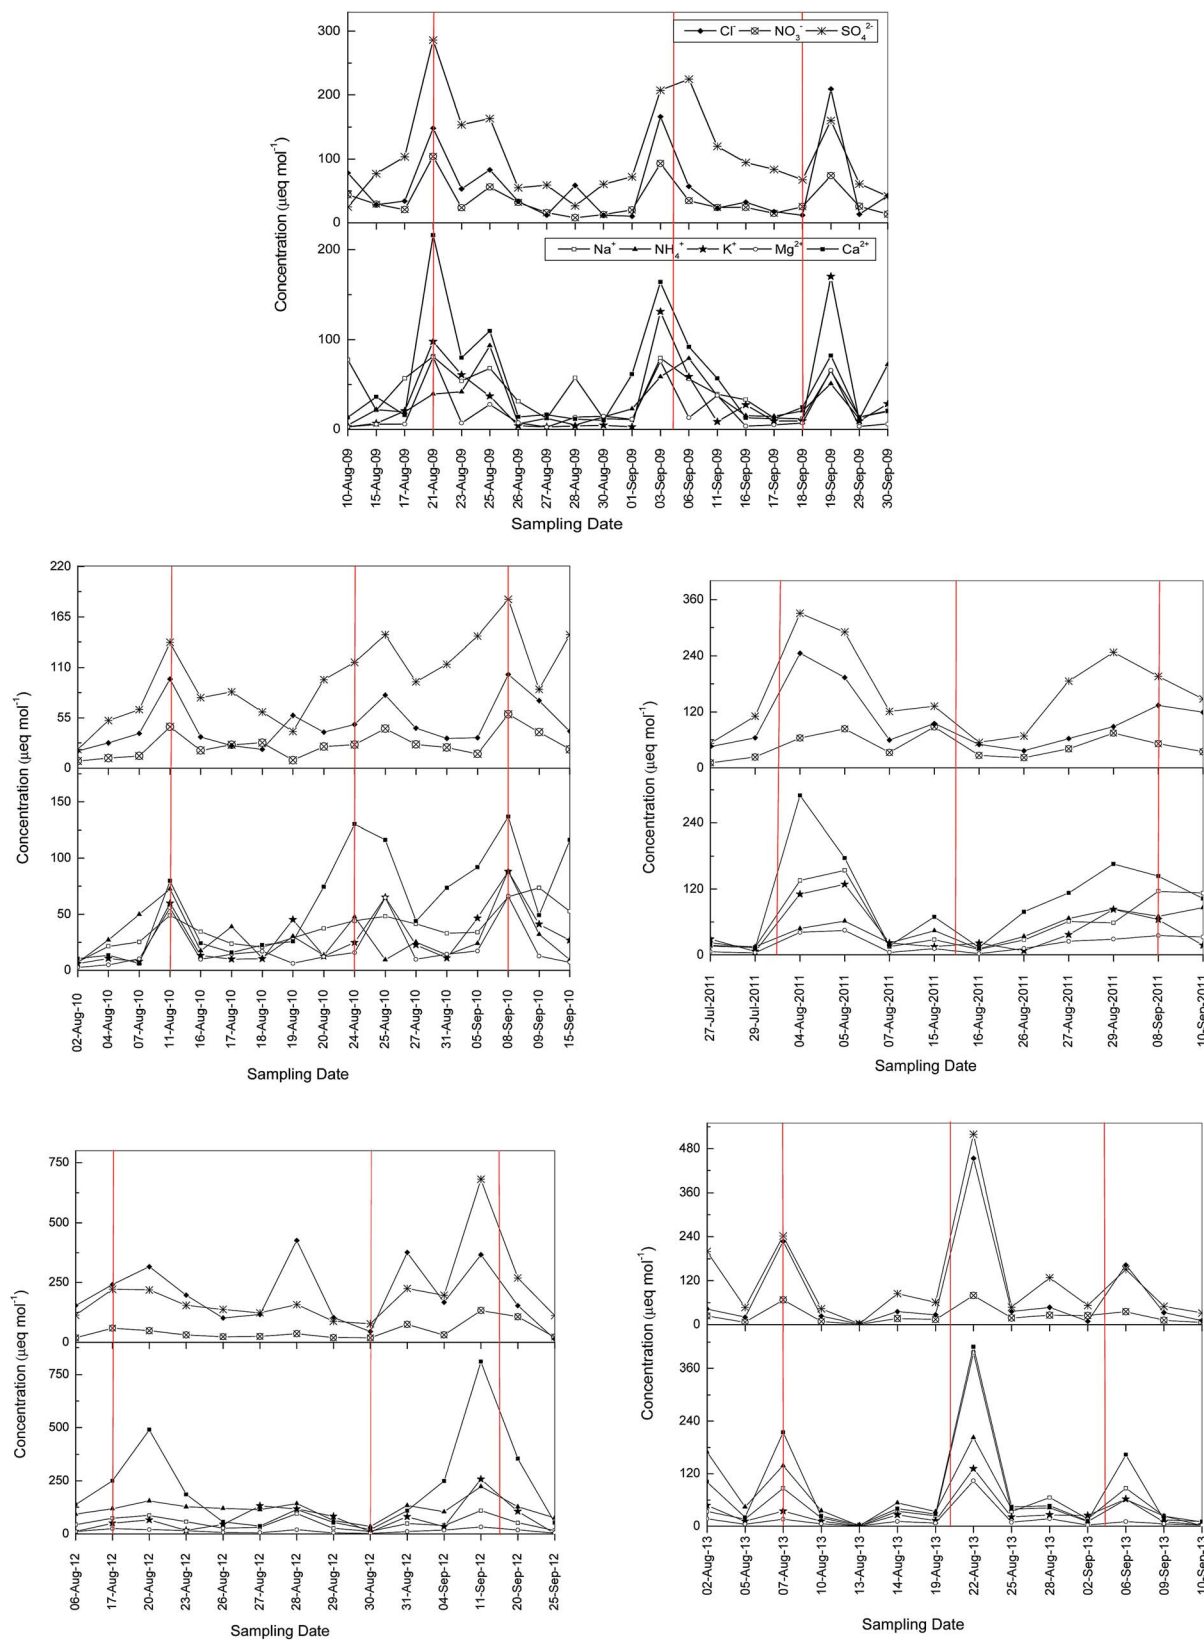 300
200
100
0
Cl⁻ NO₃⁻ SO₄²⁻
200
100
0
Na⁺ NH₄⁺ K⁺ Mg²⁺ Ca²⁺
Concentration (μeq mol⁻¹)
10-Aug-09
15-Aug-09
17-Aug-09
21-Aug-09
23-Aug-09
25-Aug-09
26-Aug-09
27-Aug-09
28-Aug-09
30-Aug-09
01-Sep-09
03-Sep-09
06-Sep-09
11-Sep-09
16-Sep-09
17-Sep-09
18-Sep-09
19-Sep-09
29-Sep-09
30-Sep-09
Sampling Date
220
165
110
55
0
150
100
50
0
Concentration (μeq mol⁻¹)
02-Aug-10
04-Aug-10
07-Aug-10
11-Aug-10
16-Aug-10
17-Aug-10
18-Aug-10
19-Aug-10
20-Aug-10
24-Aug-10
25-Aug-10
27-Aug-10
31-Aug-10
05-Sep-10
08-Sep-10
09-Sep-10
15-Sep-10
Sampling Date
360
240
120
0
240
120
0
Concentration (μeq mol⁻¹)
27-Jul-2011
29-Jul-2011
04-Aug-2011
05-Aug-2011
07-Aug-2011
15-Aug-2011
16-Aug-2011
26-Aug-2011
27-Aug-2011
29-Aug-2011
08-Sep-2011
10-Sep-2011
Sampling Date
750
500
250
0
750
500
250
0
Concentration (μeq mol⁻¹)
06-Aug-12
17-Aug-12
20-Aug-12
23-Aug-12
26-Aug-12
27-Aug-12
28-Aug-12
29-Aug-12
30-Aug-12
31-Aug-12
04-Sep-12
11-Sep-12
20-Sep-12
25-Sep-12
Sampling Date
480
360
240
120
0
360
240
120
0
Concentration (μeq mol⁻¹)
02-Aug-13
05-Aug-13
07-Aug-13
10-Aug-13
13-Aug-13
14-Aug-13
19-Aug-13
22-Aug-13
25-Aug-13
28-Aug-13
02-Sep-13
06-Sep-13
09-Sep-13
12-Sep-13
Sampling Date